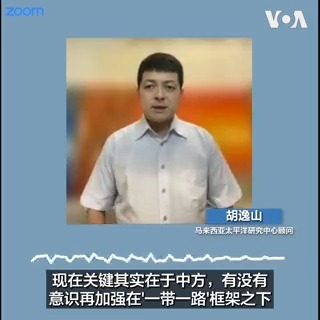 zoom
VOA
胡逸山
马来西亚太平洋研究中心顾问
现在关键其实在于中方，有没有
意识再加强在'一带一路'框架之下